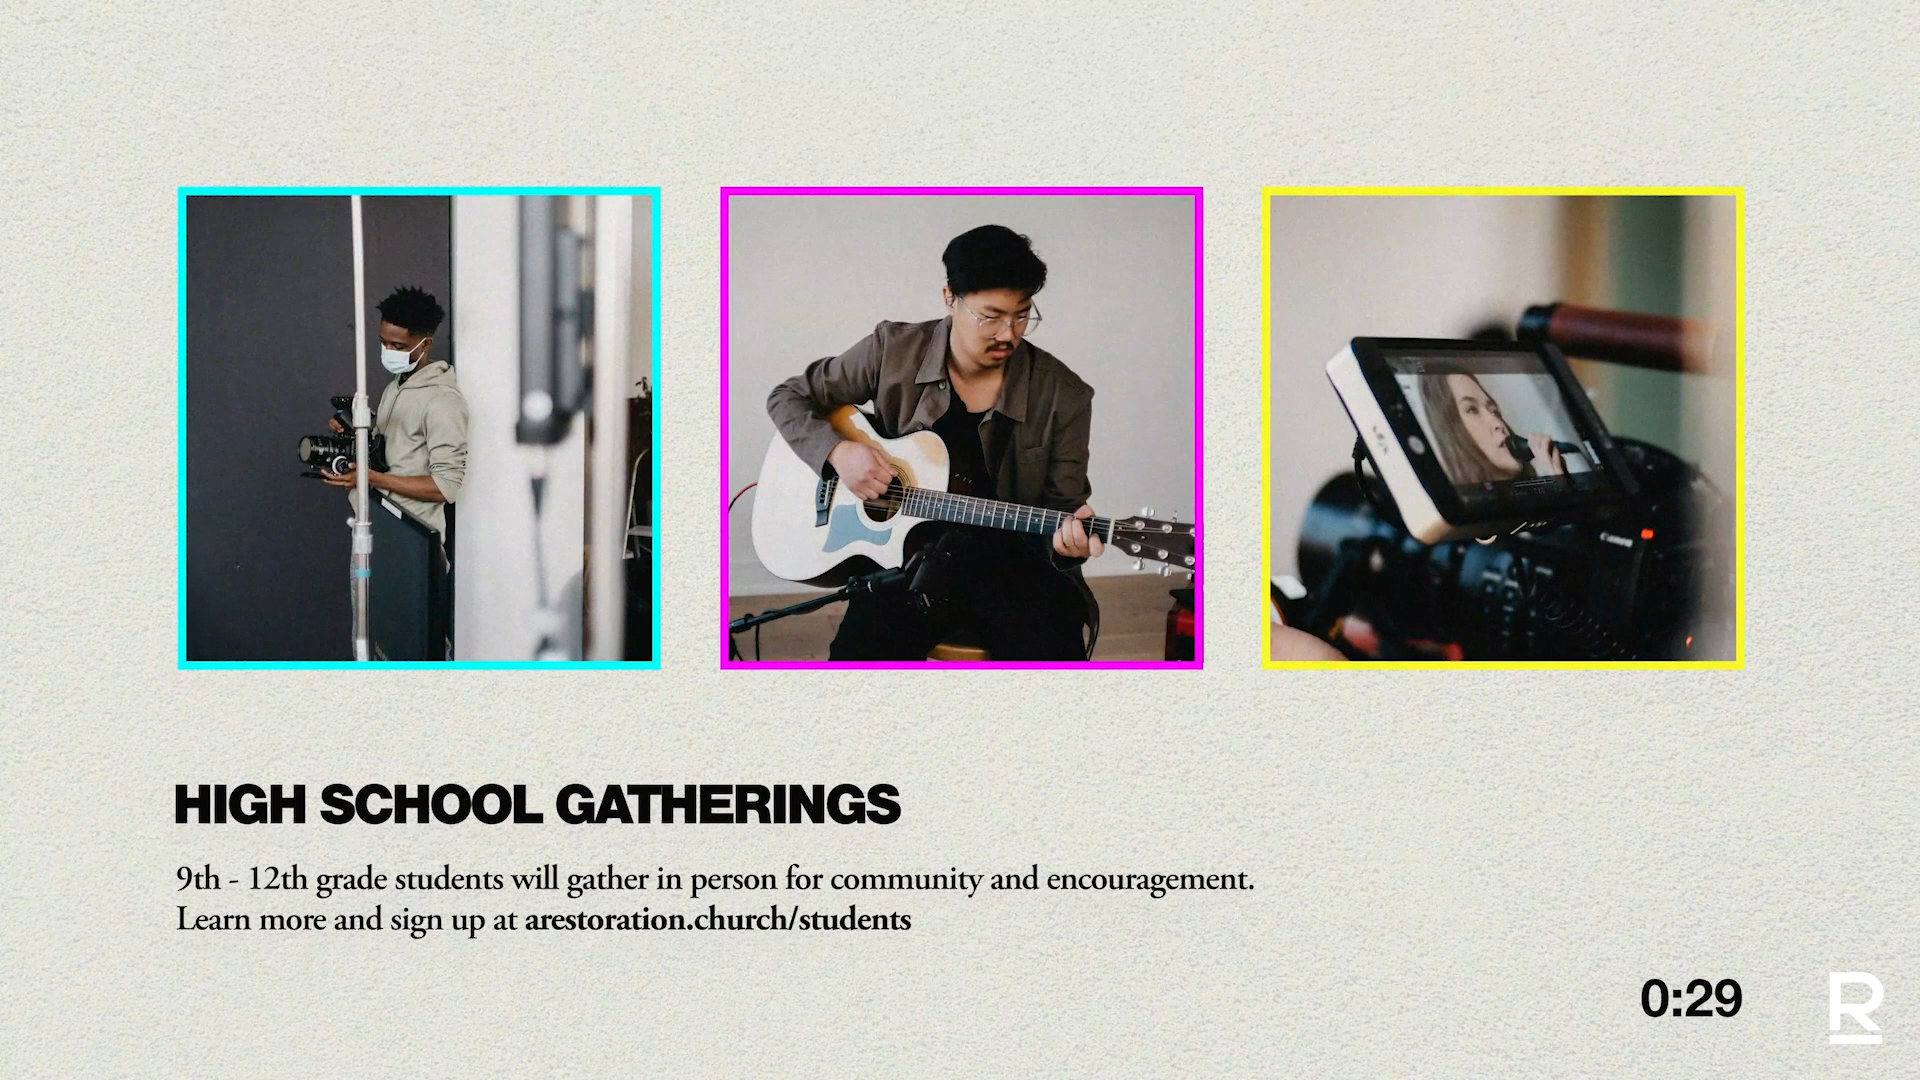 Canon
HIGH SCHOOL GATHERINGS
9th - 12th grade students will gather in person for community and encouragement.
Learn more and sign up at arestoration.church/students
0:29
R